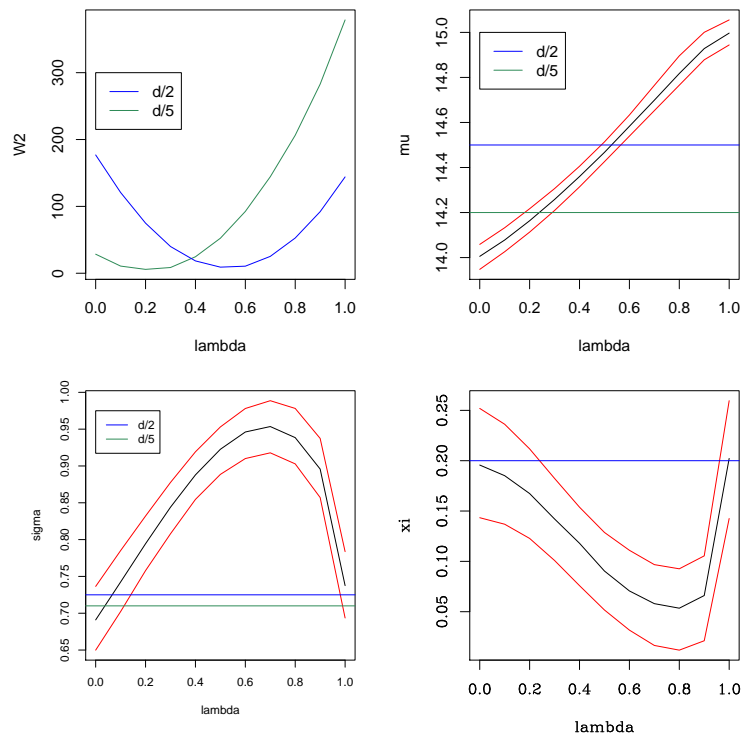 W2
0 100 200 300
d/2
d/5
0.0 0.2 0.4 0.6 0.8 1.0
lambda
mu
14.0 14.2 14.4 14.6 14.8 15.0
d/2
d/5
0.0 0.2 0.4 0.6 0.8 1.0
lambda
sigma
0.65 0.70 0.75 0.80 0.85 0.90 0.95 1.00
d/2
d/5
0.0 0.2 0.4 0.6 0.8 1.0
lambda
xi
0.05 0.10 0.15 0.20 0.25
0.0 0.2 0.4 0.6 0.8 1.0
lambda